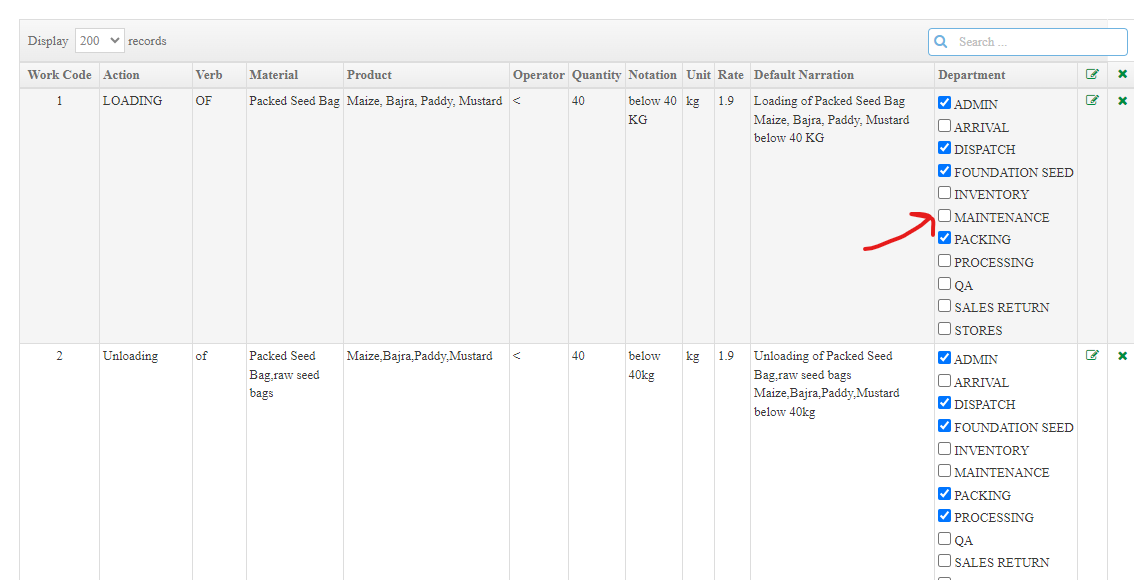 Display 200 records
Search ...
Work Code Action Verb Material Product Operator Quantity Notation Unit Rate Default Narration Department
1 LOADING OF Packed Seed Bag Maize, Bajra, Paddy, Mustard < 40 below 40 KG kg 1.9 Loading of Packed Seed Bag Maize, Bajra, Paddy, Mustard below 40 KG
ADMIN
ARRIVAL
DISPATCH
FOUNDATION SEED
INVENTORY
MAINTENANCE
PACKING
PROCESSING
QA
SALES RETURN
STORES
2 Unloading of Packed Seed Bag,raw seed bags Maize,Bajra,Paddy,Mustard < 40 below 40kg kg 1.9 Unloading of Packed Seed Bag,raw seed bags Maize,Bajra,Paddy,Mustard below 40kg
ADMIN
ARRIVAL
DISPATCH
FOUNDATION SEED
INVENTORY
MAINTENANCE
PACKING
PROCESSING
QA
SALES RETURN